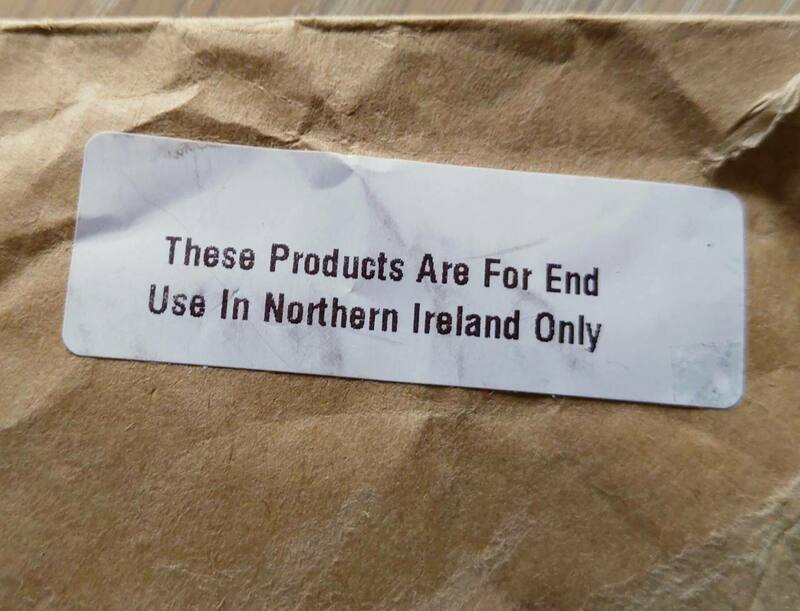 These Products Are For End
Use In Northern Ireland Only